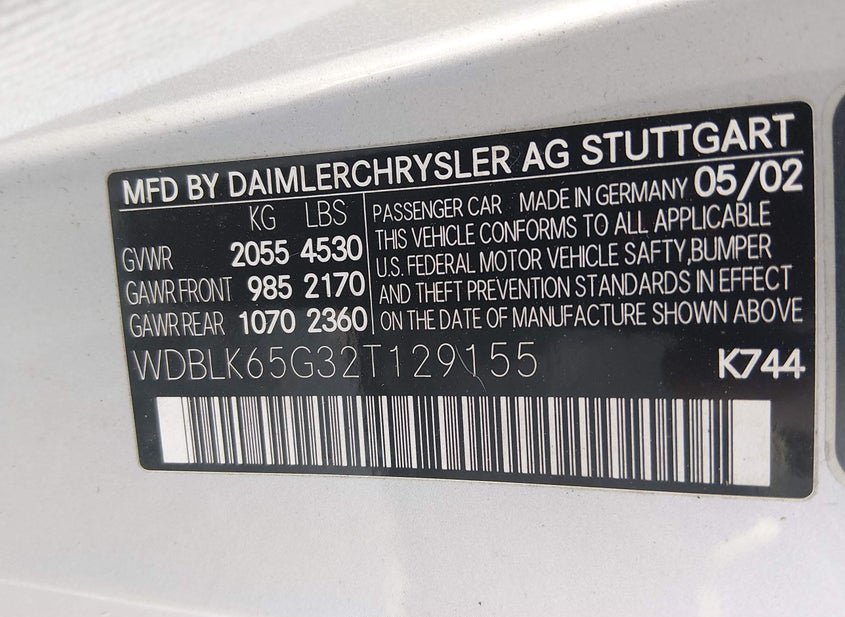 MFD BY DAIMLERCHRYSLER AG STUTTGART
KG LBS
GVWR 2055 4530
GAWR FRONT 985 2170
GAWR REAR 1070 2360
PASSENGER CAR MADE IN GERMANY 05/02
THIS VEHICLE CONFORMS TO ALL APPLICABLE
U.S. FEDERAL MOTOR VEHICLE SAFTY,BUMPER
AND THEFT PREVENTION STANDARDS IN EFFECT
ON THE DATE OF MANUFACTURE SHOWN ABOVE
WDBLK65G32T129155 K744